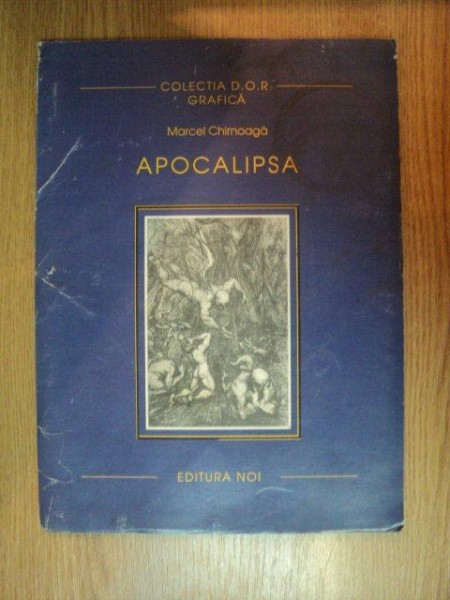 COLECTIA D.O.R.
GRAFICĂ
Marcel Chirnoagă
APOCALIPSA
EDITURA NOI